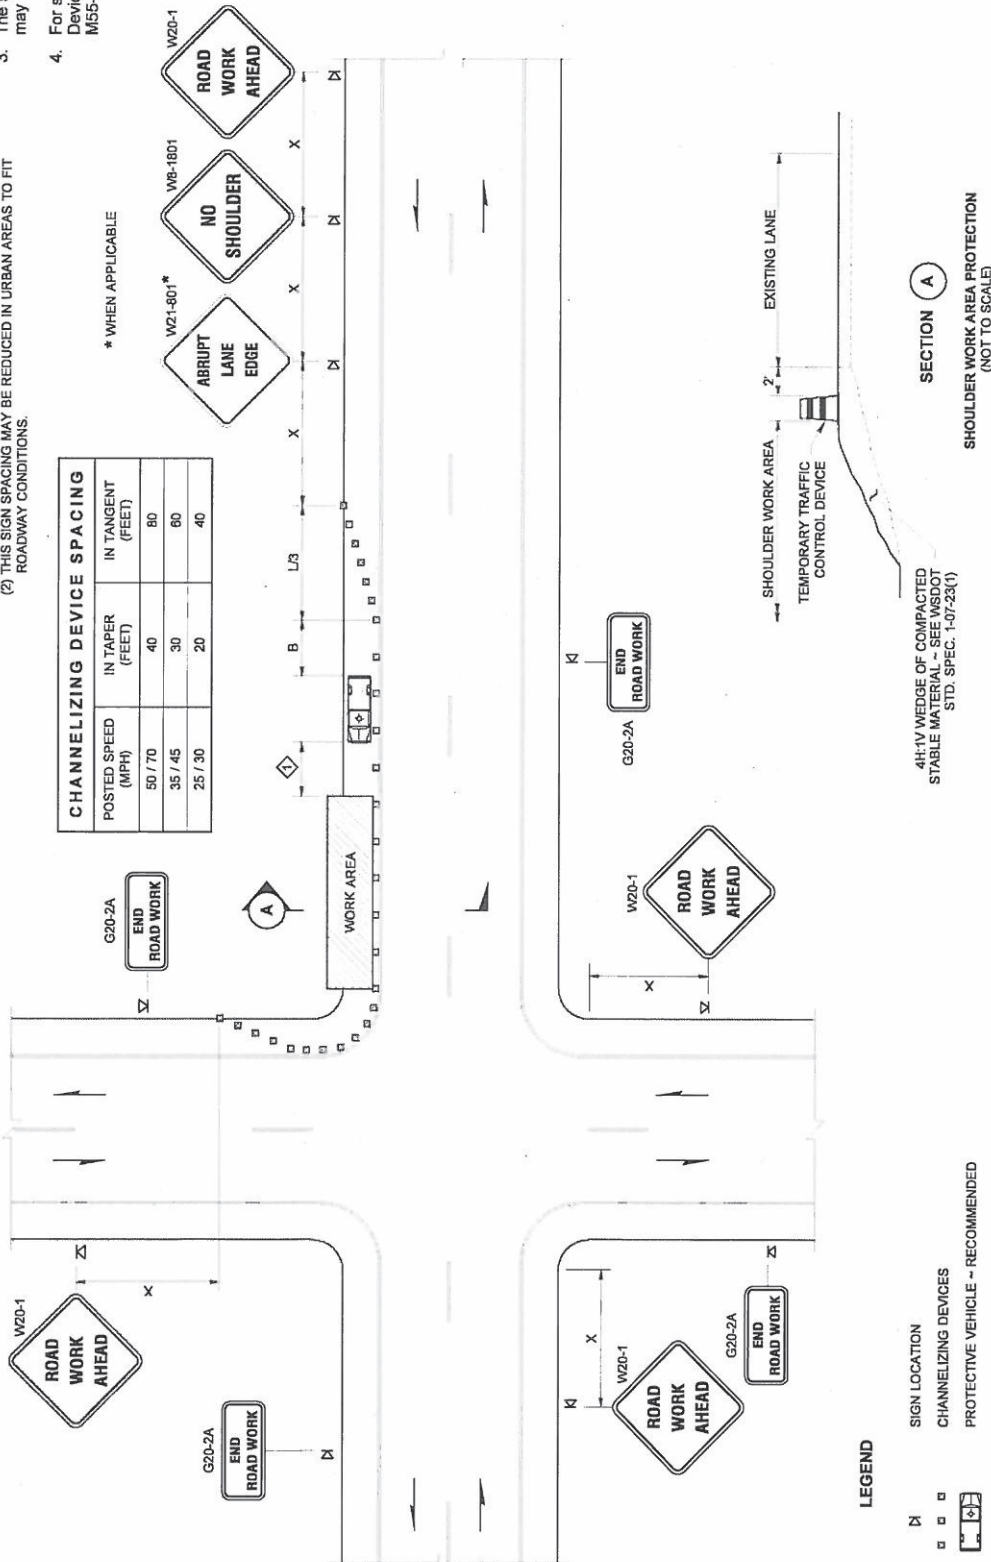 3. The
may
4. For s
Devic
M55-
(2) THIS SIGN SPACING MAY BE REDUCED IN URBAN AREAS TO FIT
ROADWAY CONDITIONS.
CHANNELIZING DEVICE SPACING
POSTED SPEED (MPH) IN TAPER (FEET) IN TANGENT (FEET)
50 / 70 40 80
35 / 45 30 60
25 / 30 20 40
* WHEN APPLICABLE
W20-1
ROAD
WORK
AHEAD
G20-2A
END
ROAD WORK
G20-2A
END
ROAD WORK
W21-801*
ABRUPT
LANE
EDGE
W8-1801
NO
SHOULDER
W20-1
ROAD
WORK
AHEAD
X
A
1
B
L/3
X
X
X
WORK AREA
X
W20-1
ROAD
WORK
AHEAD
G20-2A
END
ROAD WORK
X
W20-1
ROAD
WORK
AHEAD
G20-2A
END
ROAD WORK
SHOULDER WORK AREA
2'
EXISTING LANE
TEMPORARY TRAFFIC
CONTROL DEVICE
4H:1V WEDGE OF COMPACTED
STABLE MATERIAL ~ SEE WSDOT
STD. SPEC. 1-07-23(1)
SECTION A
SHOULDER WORK AREA PROTECTION
(NOT TO SCALE)
LEGEND
SIGN LOCATION
CHANNELIZING DEVICES
PROTECTIVE VEHICLE ~ RECOMMENDED